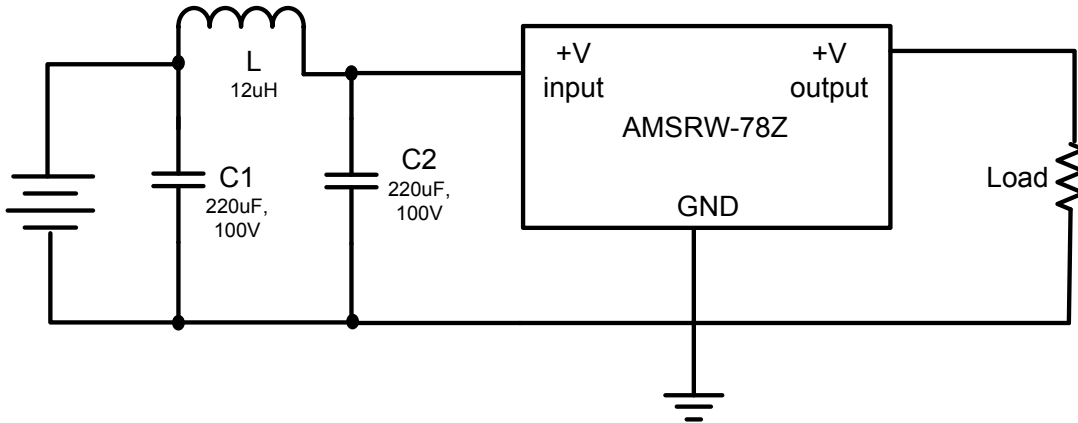 L
12uH
C1
220uF,
100V
C2
220uF,
100V
+V
input
+V
output
AMSRW-78Z
GND
Load